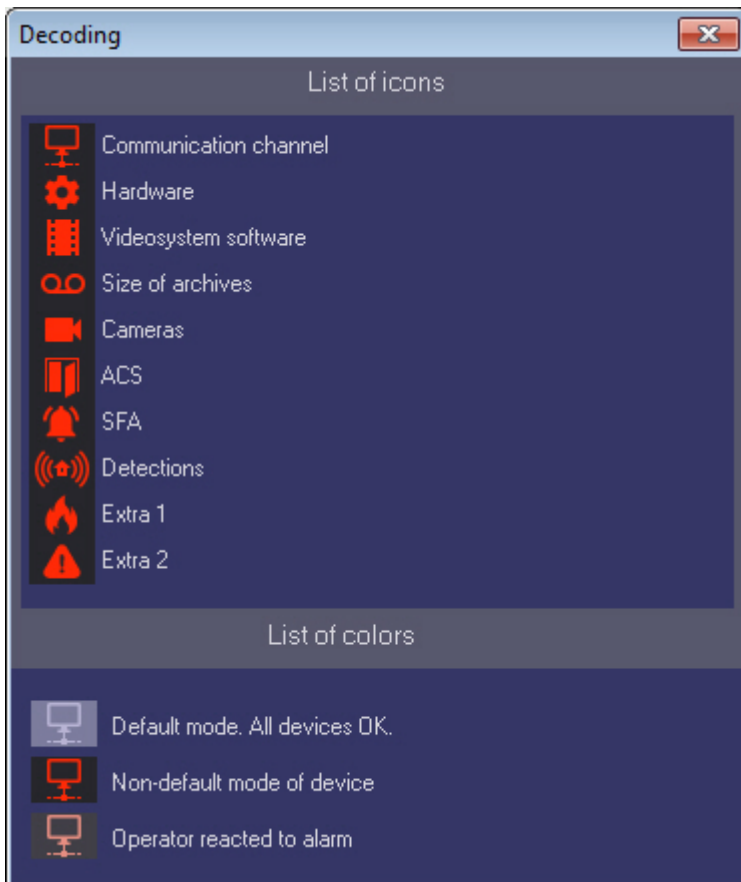 Decoding
List of icons
Communication channel
Hardware
Videosystem software
Size of archives
Cameras
ACS
SFA
Detections
Extra 1
Extra 2
List of colors
Default mode. All devices OK.
Non-default mode of device
Operator reacted to alarm